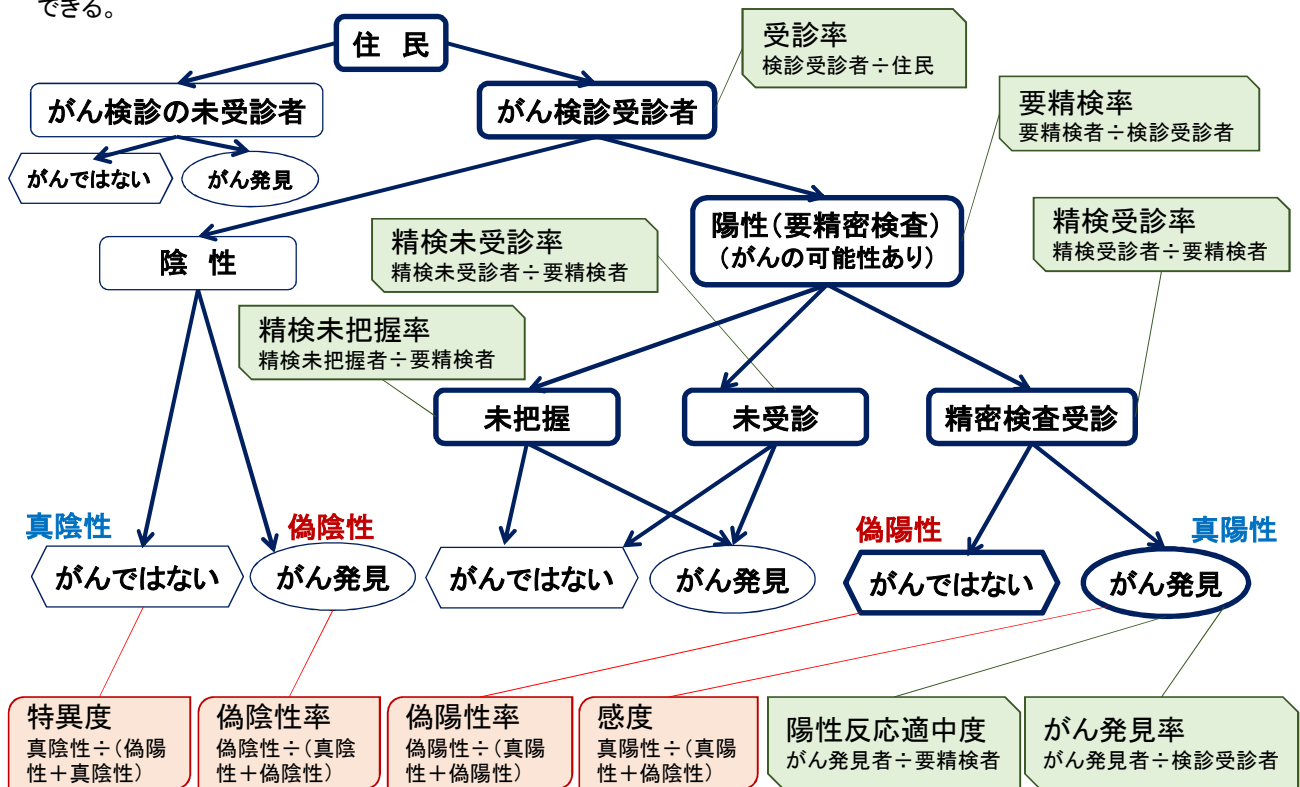 できる。
住 民
受診率
検診受診者÷住民
がん検診の未受診者
がん検診受診者
要精検率
要精検者÷検診受診者
がんではない
がん発見
陽性(要精密検査)
(がんの可能性あり)
精検受診率
精検受診者÷要精検者
精検未受診率
精検未受診者÷要精検者
陰 性
精検未把握率
精検未把握者÷要精検者
未把握
未受診
精密検査受診
真陰性
偽陰性
偽陽性
真陽性
がんではない
がん発見
がんではない
がん発見
がんではない
がん発見
特異度
真陰性÷(偽陽
性+真陰性)
偽陰性率
偽陰性÷(真陰
性+偽陰性)
偽陽性率
偽陽性÷(真陽
性+偽陽性)
感度
真陽性÷(真陽
性+偽陰性)
陽性反応適中度
がん発見者÷要精検者
がん発見率
がん発見者÷検診受診者